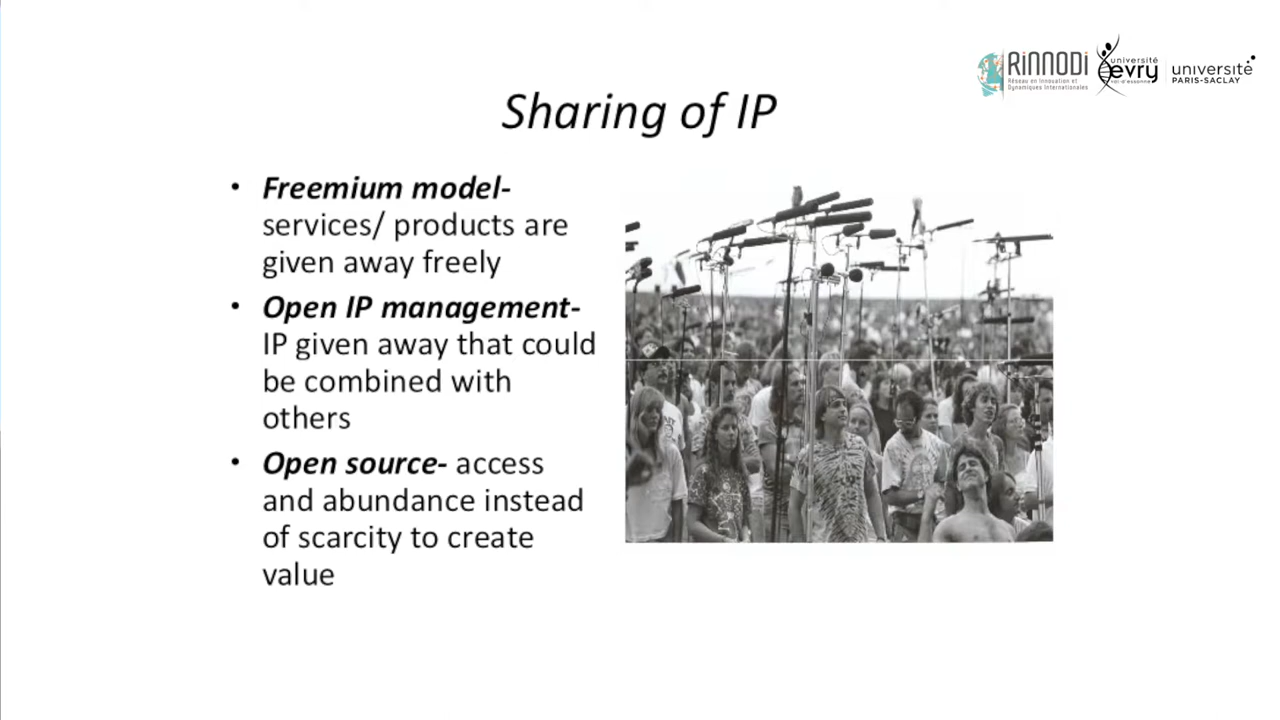 RiNNODi
Réseau en Innovation et
Dynamiques Internationales
université
evry
val-d'essonne
université
PARIS-SACLAY
Sharing of IP
• Freemium model-
services/ products are
given away freely
• Open IP management-
IP given away that could
be combined with
others
• Open source- access
and abundance instead
of scarcity to create
value